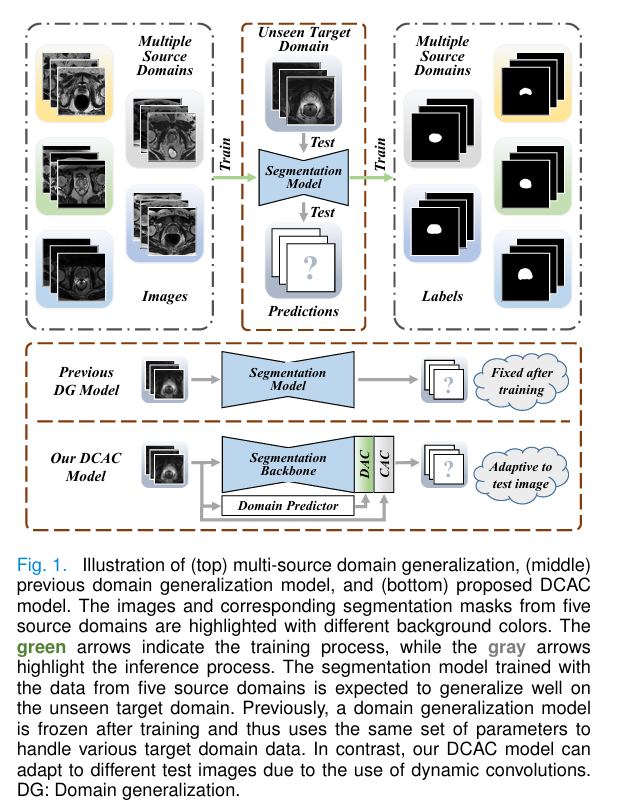 Multiple
Source
Domains
Images
Unseen Target
Domain
Test
Train
Segmentation
Model
Train
Test
?
Predictions
Multiple
Source
Domains
Labels
Previous
DG Model
Segmentation
Model
?
Fixed after
training
Our DCAC
Model
Segmentation
Backbone
DAC
CAC
Domain Predictor
?
Adaptive to
test image
Fig. 1. Illustration of (top) multi-source domain generalization, (middle)
previous domain generalization model, and (bottom) proposed DCAC
model. The images and corresponding segmentation masks from five
source domains are highlighted with different background colors. The
green arrows indicate the training process, while the gray arrows
highlight the inference process. The segmentation model trained with
the data from five source domains is expected to generalize well on
the unseen target domain. Previously, a domain generalization model
is frozen after training and thus uses the same set of parameters to
handle various target domain data. In contrast, our DCAC model can
adapt to different test images due to the use of dynamic convolutions.
DG: Domain generalization.